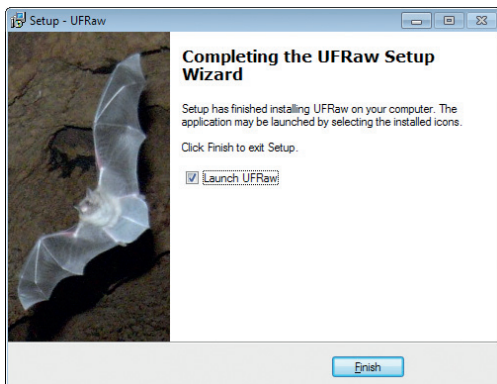 Setup - UFRaw
Completing the UFRaw Setup
Wizard
Setup has finished installing UFRaw on your computer. The
application may be launched by selecting the installed icons.
Click Finish to exit Setup.
Launch UFRaw
Finish